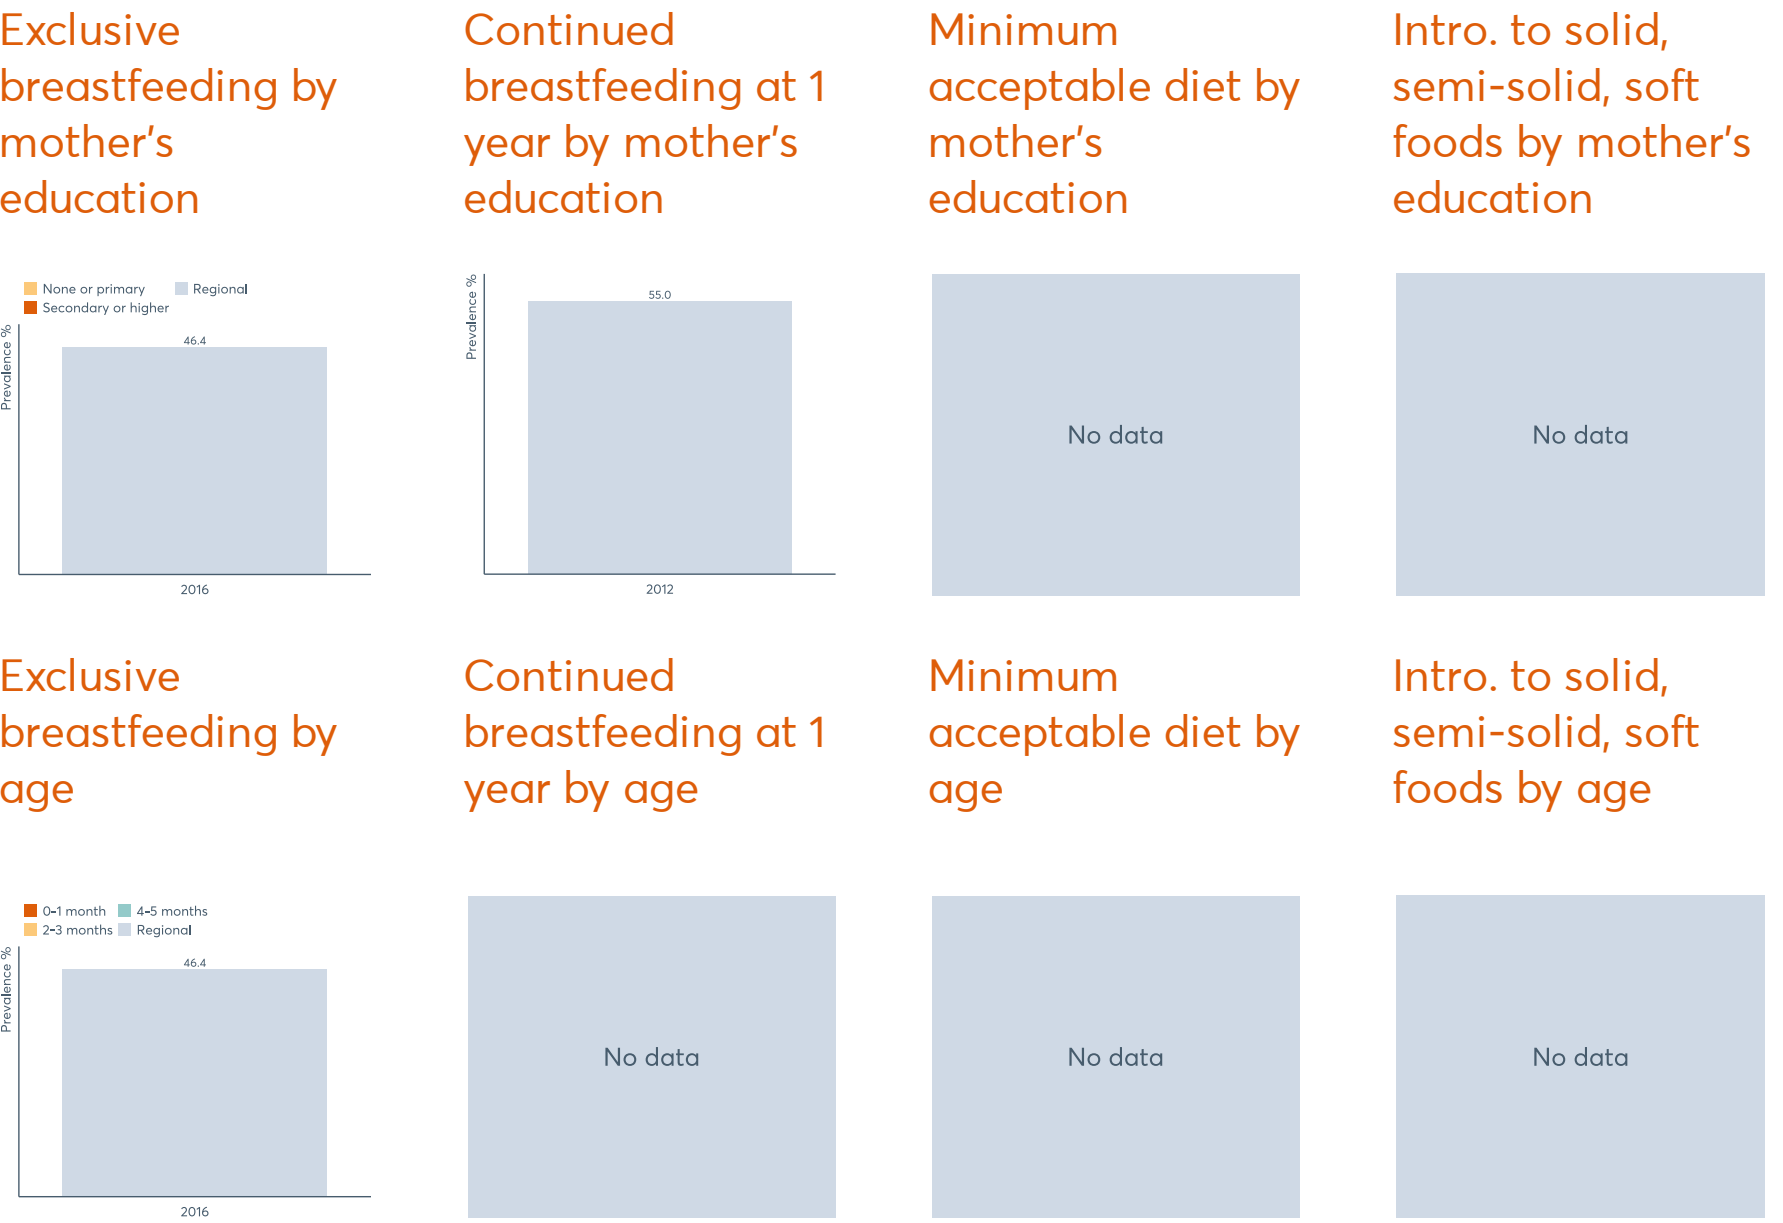 Exclusive
breastfeeding by
mother's
education
Continued
breastfeeding at 1
year by mother's
education
Minimum
acceptable diet by
mother's
education
Intro. to solid,
semi-solid, soft
foods by mother's
education
None or primary
Regional
Secondary or higher
Prevalence %
46.4
2016
Prevalence %
55.0
2012
No data
No data
Exclusive
breastfeeding by
age
Continued
breastfeeding at 1
year by age
Minimum
acceptable diet by
age
Intro. to solid,
semi-solid, soft
foods by age
0-1 month
4-5 months
2-3 months
Regional
Prevalence %
46.4
2016
No data
No data
No data